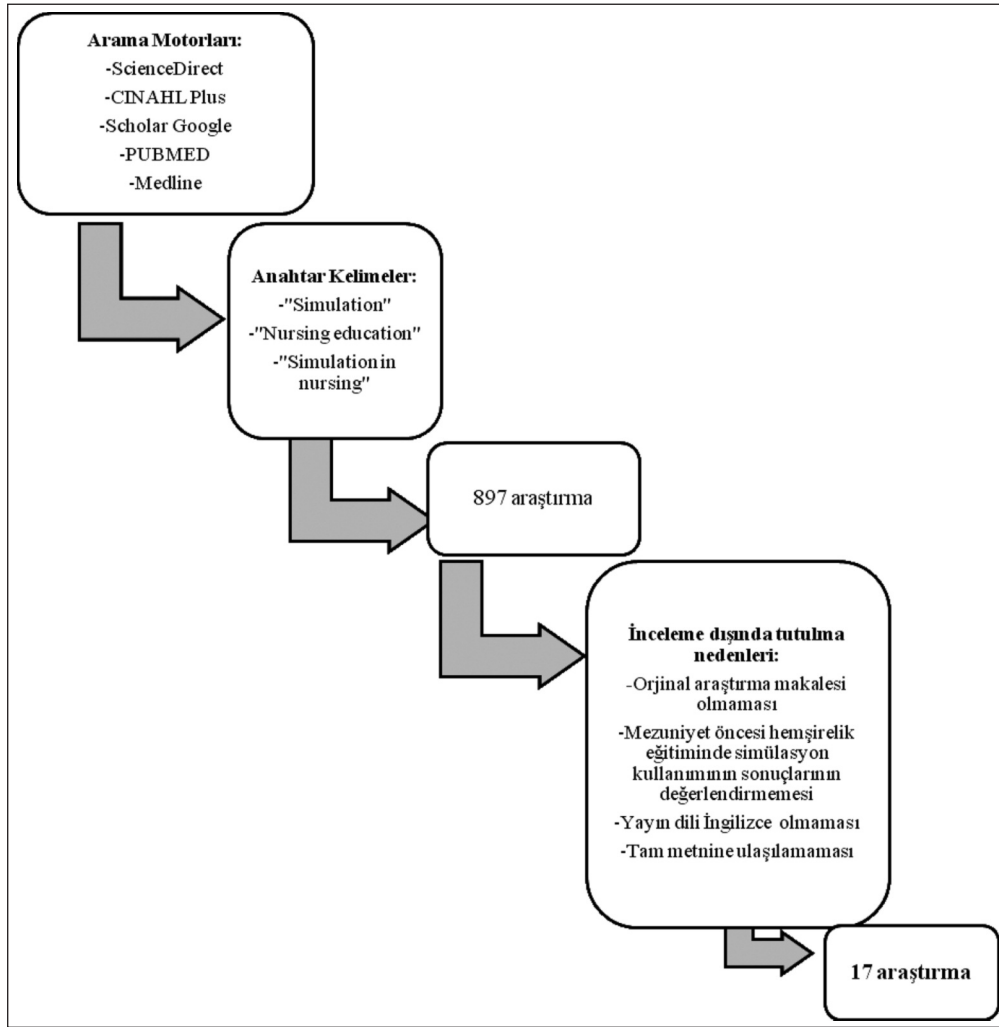 Arama Motorları:
-ScienceDirect
-CINAHL Plus
-Scholar Google
-PUBMED
-Medline
Anahtar Kelimeler:
-"Simulation"
-"Nursing education"
-"Simulation in
nursing"
897 araştırma
İnceleme dışında tutulma
nedenleri:
-Orjinal araştırma makalesi
olmaması
-Mezuniyet öncesi hemşirelik
eğitiminde simülasyon
kullanımının sonuçlarının
değerlendirmemesi
-Yayın dili İngilizce olmaması
-Tam metnine ulaşılamaması
17 araştırma